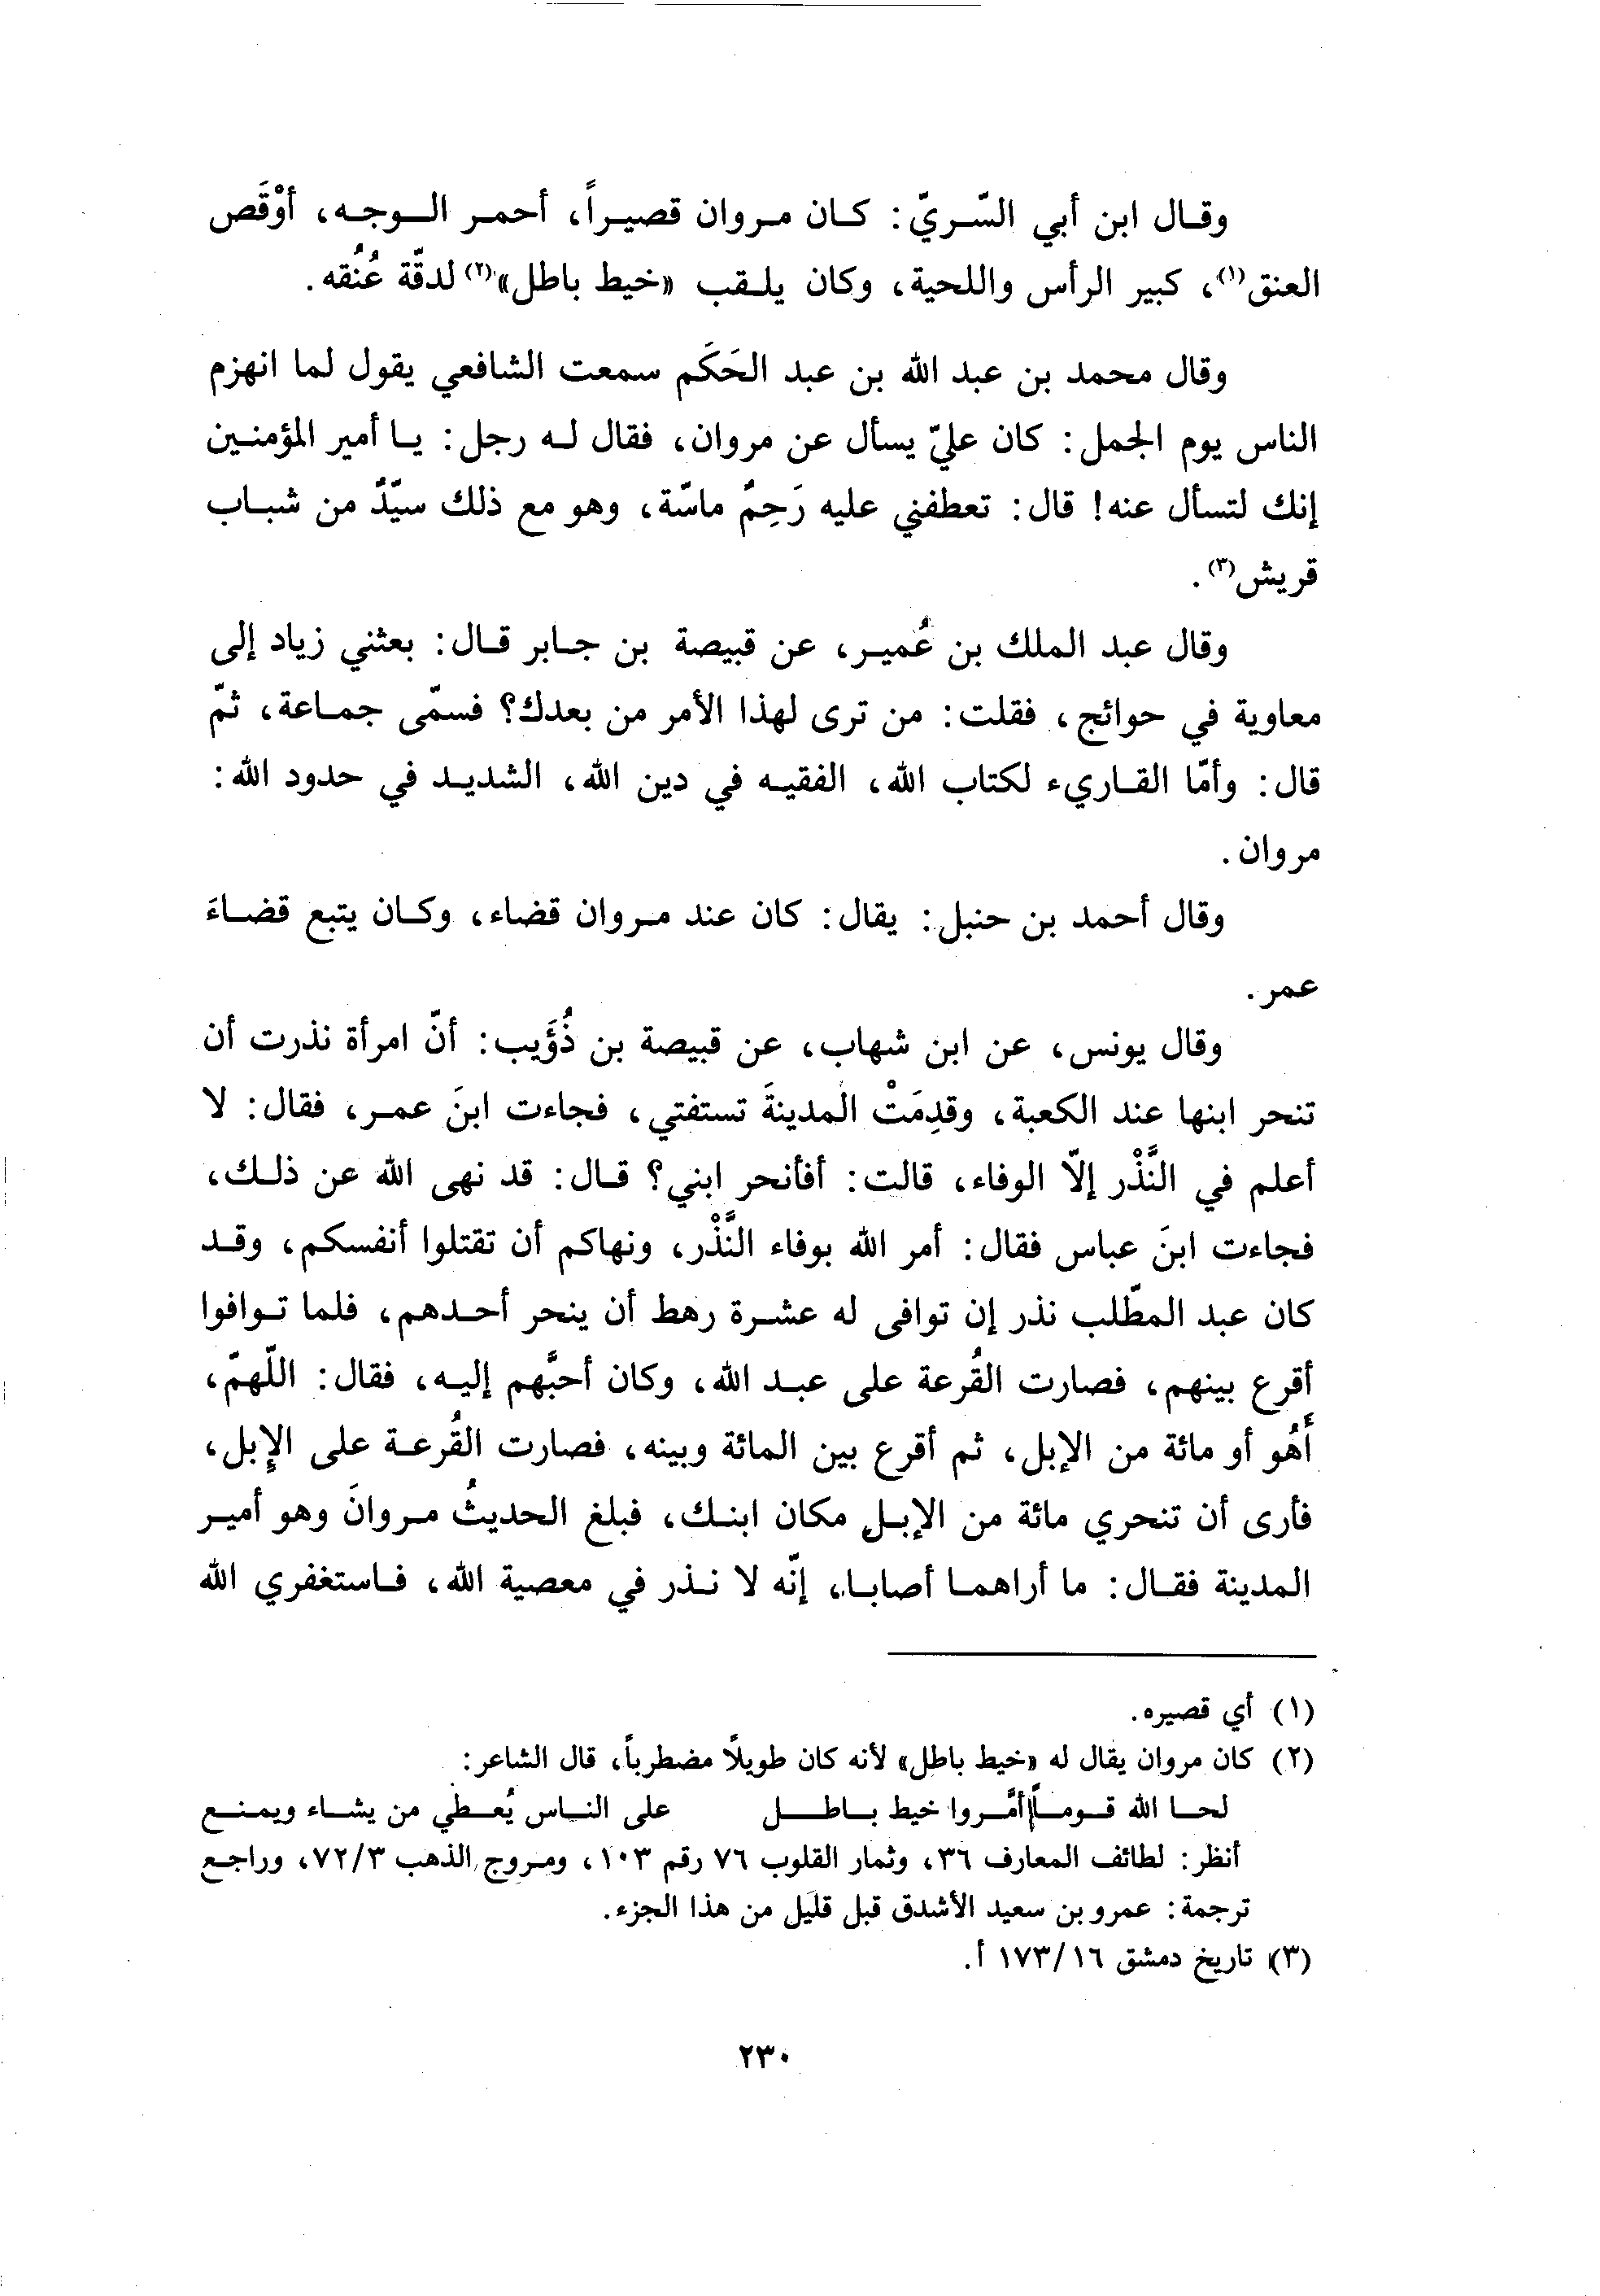 وقال ابن أبي السّريّ: كان مروان قصيراً، أحمر الوجه، أوْقَص
العنق(١)، كبير الرأس واللحية، وكان يلقب «خيط باطل»(٢) لدقّة عُنُقه.
وقال محمد بن عبد الله بن عبد الحَكَم سمعت الشافعي يقول لما انهزم
الناس يوم الجمل: كان عليّ يسأل عن مروان، فقال له رجل: يا أمير المؤمنين
إنك لتسأل عنه! قال: تعطفني عليه رَحِمٌ ماسّة، وهو مع ذلك سيّدٌ من شباب
قريش(٣).
وقال عبد الملك بن عُمير، عن قبيصة بن جابر قال: بعثني زياد إلى
معاوية في حوائج، فقلت: من ترى لهذا الأمر من بعدك؟ فسمّى جماعة، ثمّ
قال: وأمّا القاريء لكتاب الله، الفقيه في دين الله، الشديد في حدود الله:
مروان.
وقال أحمد بن حنبل: يقال: كان عند مروان قضاء، وكان يتبع قضاءَ
عمر.
وقال يونس، عن ابن شهاب، عن قبيصة بن ذُؤَيب: أنّ امرأة نذرت أن
تنحر ابنها عند الكعبة، وقدِمَتْ المدينةَ تستفتي، فجاءت ابنَ عمر، فقال: لا
أعلم في النَّذْر إلّا الوفاء، قالت: أفأنحر ابني؟ قال: قد نهى الله عن ذلك،
فجاءت ابنَ عباس فقال: أمر الله بوفاء النَّذْر، ونهاكم أن تقتلوا أنفسكم، وقد
كان عبد المطّلب نذر إن توافى له عشرة رهط أن ينحر أحدهم، فلما توافوا
أقرع بينهم، فصارت القُرعة على عبد الله، وكان أحبَّهم إليه، فقال: اللّهمّ،
أَهُو أو مائة من الإبل، ثم أقرع بين المائة وبينه، فصارت القُرعة على الإِبل،
فأرى أن تنحري مائة من الإبل مكان ابنك، فبلغ الحديثُ مروانَ وهو أمير
المدينة فقال: ما أراهما أصابا، إنّه لا نذر في معصية الله، فاستغفري الله
(١) أي قصيره.
(٢) كان مروان يقال له «خيط باطل» لأنه كان طويلًا مضطرباً، قال الشاعر:
لحا الله قوماً أمَّروا خيط باطل على الناس يُعطي من يشاء ويمنع
أنظر: لطائف المعارف ٣٦، وثمار القلوب ٧٦ رقم ١٠٣، ومروج الذهب ٧٢/٣، وراجع
ترجمة: عمرو بن سعيد الأشدق قبل قليل من هذا الجزء.
(٣) تاريخ دمشق ١٧٣/١٦ أ.
٢٣٠